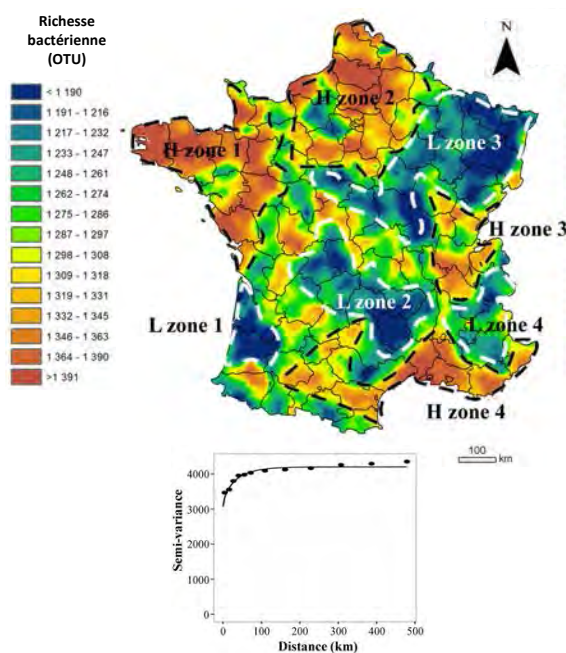 Richesse
bactérienne
(OTU)
< 1 190
1 191 - 1 216
1 217 - 1 232
1 233 - 1 247
1 248 - 1 261
1 262 - 1 274
1 275 - 1 286
1 287 - 1 297
1 298 - 1 308
1 309 - 1 318
1 319 - 1 331
1 332 - 1 345
1 346 - 1 363
1 364 - 1 390
>1 391
N
H zone 2
L zone 3
H zone 1
H zone 3
L zone 2
L zone 1
L zone 4
H zone 4
100
km
Semi-variance
4000
3000
2000
1000
0
0 100 200 300 400 500
Distance (km)